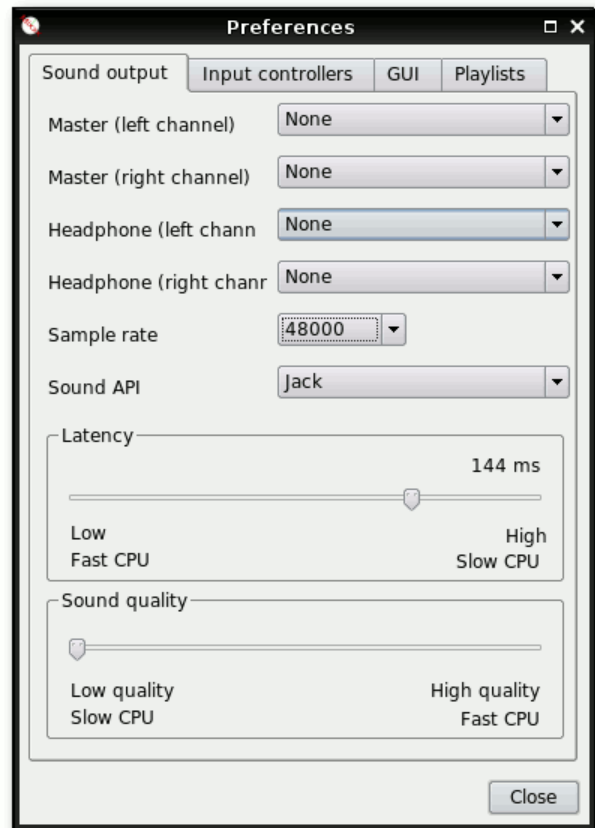 Preferences
Sound output Input controllers GUI Playlists
Master (left channel) None
Master (right channel) None
Headphone (left chann None
Headphone (right chanr None
Sample rate 48000
Sound API Jack
Latency
144 ms
Low High
Fast CPU Slow CPU
Sound quality
Low quality High quality
Slow CPU Fast CPU
Close